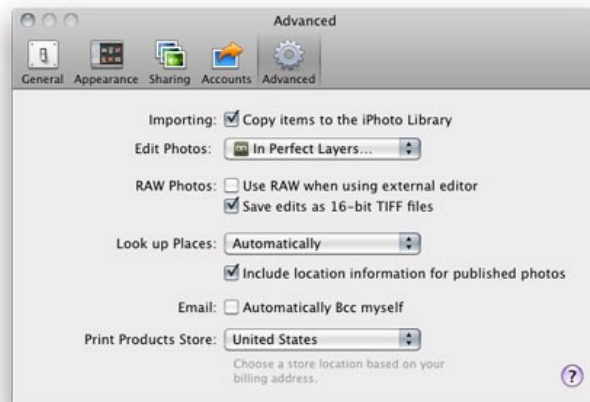 Advanced
General Appearance Sharing Accounts Advanced
Importing: Copy items to the iPhoto Library
Edit Photos: In Perfect Layers...
RAW Photos: Use RAW when using external editor
Save edits as 16-bit TIFF files
Look up Places: Automatically
Include location information for published photos
Email: Automatically Bcc myself
Print Products Store: United States
Choose a store location based on your
billing address.
?